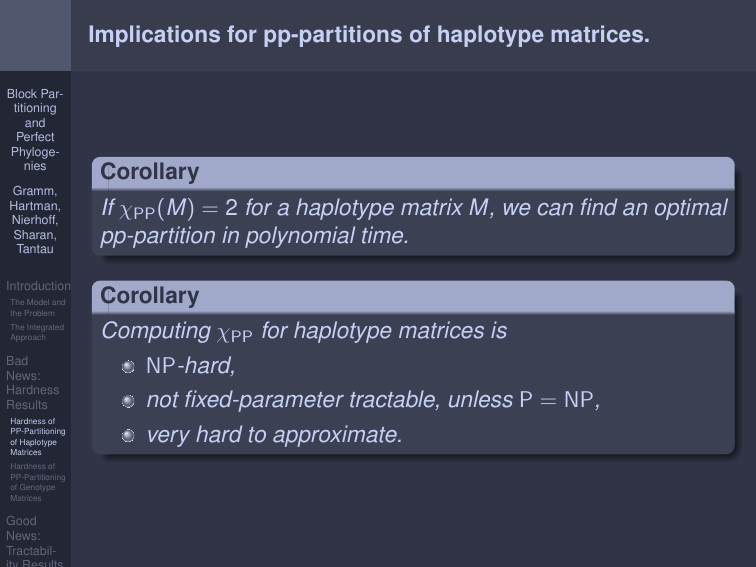 Implications for pp-partitions of haplotype matrices.
Block Par-
titioning
and
Perfect
Phyloge-
nies
Gramm,
Hartman,
Nierhoff,
Sharan,
Tantau
Introduction
The Model and
the Problem
The Integrated
Approach
Bad
News:
Hardness
Results
Hardness of
PP-Partitioning
of Haplotype
Matrices
Hardness of
PP-Partitioning
of Genotype
Matrices
Good
News:
Tractabil-
ity Results
Corollary
If χPP(M) = 2 for a haplotype matrix M, we can find an optimal
pp-partition in polynomial time.
Corollary
Computing χPP for haplotype matrices is
NP-hard,
not fixed-parameter tractable, unless P = NP,
very hard to approximate.